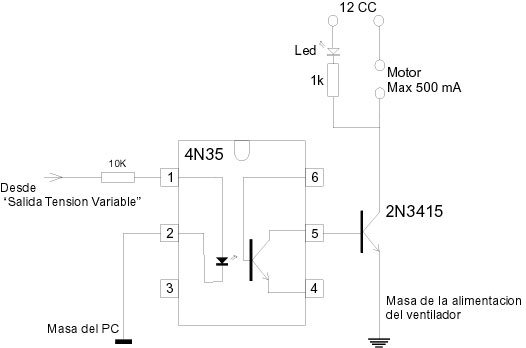 12 CC
Led
1k
Motor
Max 500 mA
4N35
10K
1
6
Desde
“Salida Tension Variable”
2N3415
2
5
3
4
Masa de la alimentacion
del ventilador
Masa del PC